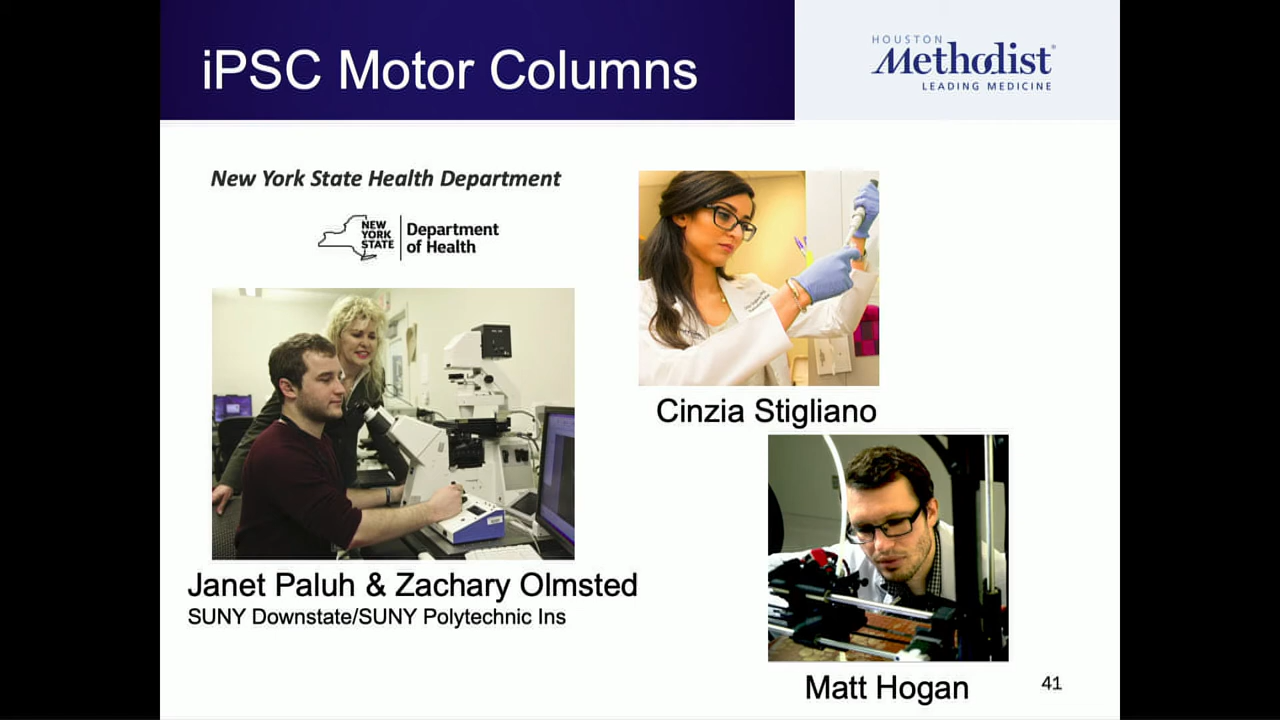 iPSC Motor Columns
HOUSTON
Methodist®
LEADING MEDICINE
New York State Health Department
NEW
YORK
STATE
Department
of Health
Cinzia Stigliano
Janet Paluh & Zachary Olmsted
SUNY Downstate/SUNY Polytechnic Ins
Matt Hogan
41